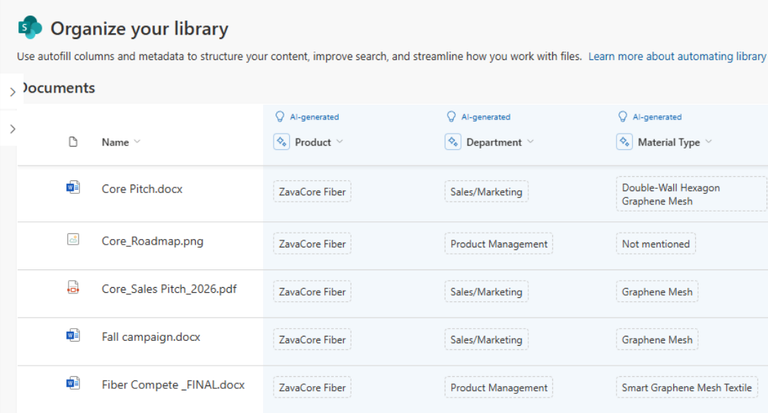 S
Organize your library
Use autofill columns and metadata to structure your content, improve search, and streamline how you work with files. Learn more about automating library
Documents
AI-generated AI-generated AI-generated
Name Product Department Material Type
Core Pitch.docx ZavaCore Fiber Sales/Marketing Double-Wall Hexagon
Graphene Mesh
Core_Roadmap.png ZavaCore Fiber Product Management Not mentioned
Core_Sales Pitch_2026.pdf ZavaCore Fiber Sales/Marketing Graphene Mesh
Fall campaign.docx ZavaCore Fiber Sales/Marketing Graphene Mesh
Fiber Compete _FINAL.docx ZavaCore Fiber Product Management Smart Graphene Mesh Textile